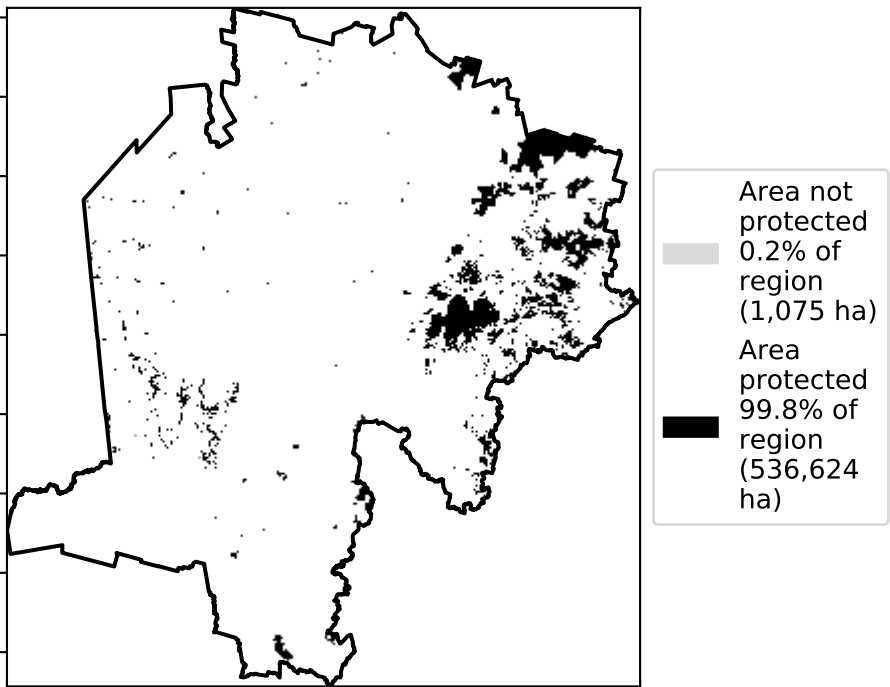 Area not
protected
0.2% of
region
(1,075 ha)
Area
protected
99.8% of
region
(536,624
ha)